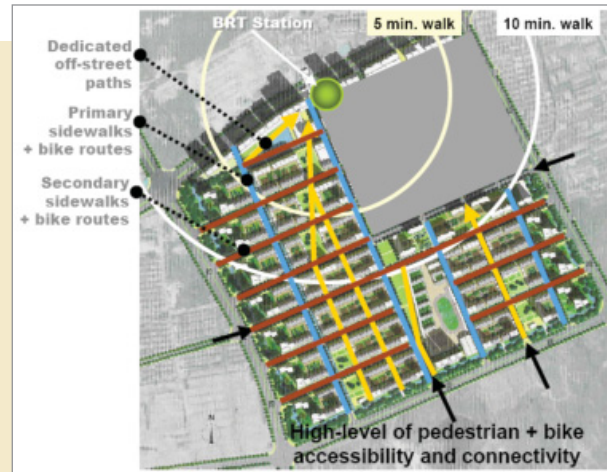 BRT Station
5 min. walk
10 min. walk
Dedicated
off-street
paths
Primary
sidewalks
+ bike routes
Secondary
sidewalks
+ bike routes
N
High-level of pedestrian + bike
accessibility and connectivity